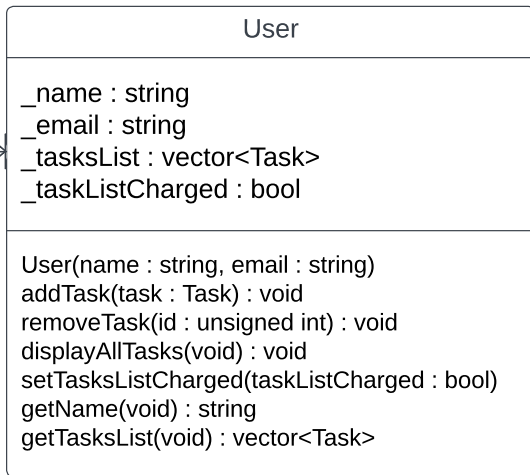 User
_name : string
_email : string
_tasksList : vector<Task>
_taskListCharged : bool
User(name : string, email : string)
addTask(task : Task) : void
removeTask(id : unsigned int) : void
displayAllTasks(void) : void
setTasksListCharged(taskListCharged : bool)
getName(void) : string
getTasksList(void) : vector<Task>